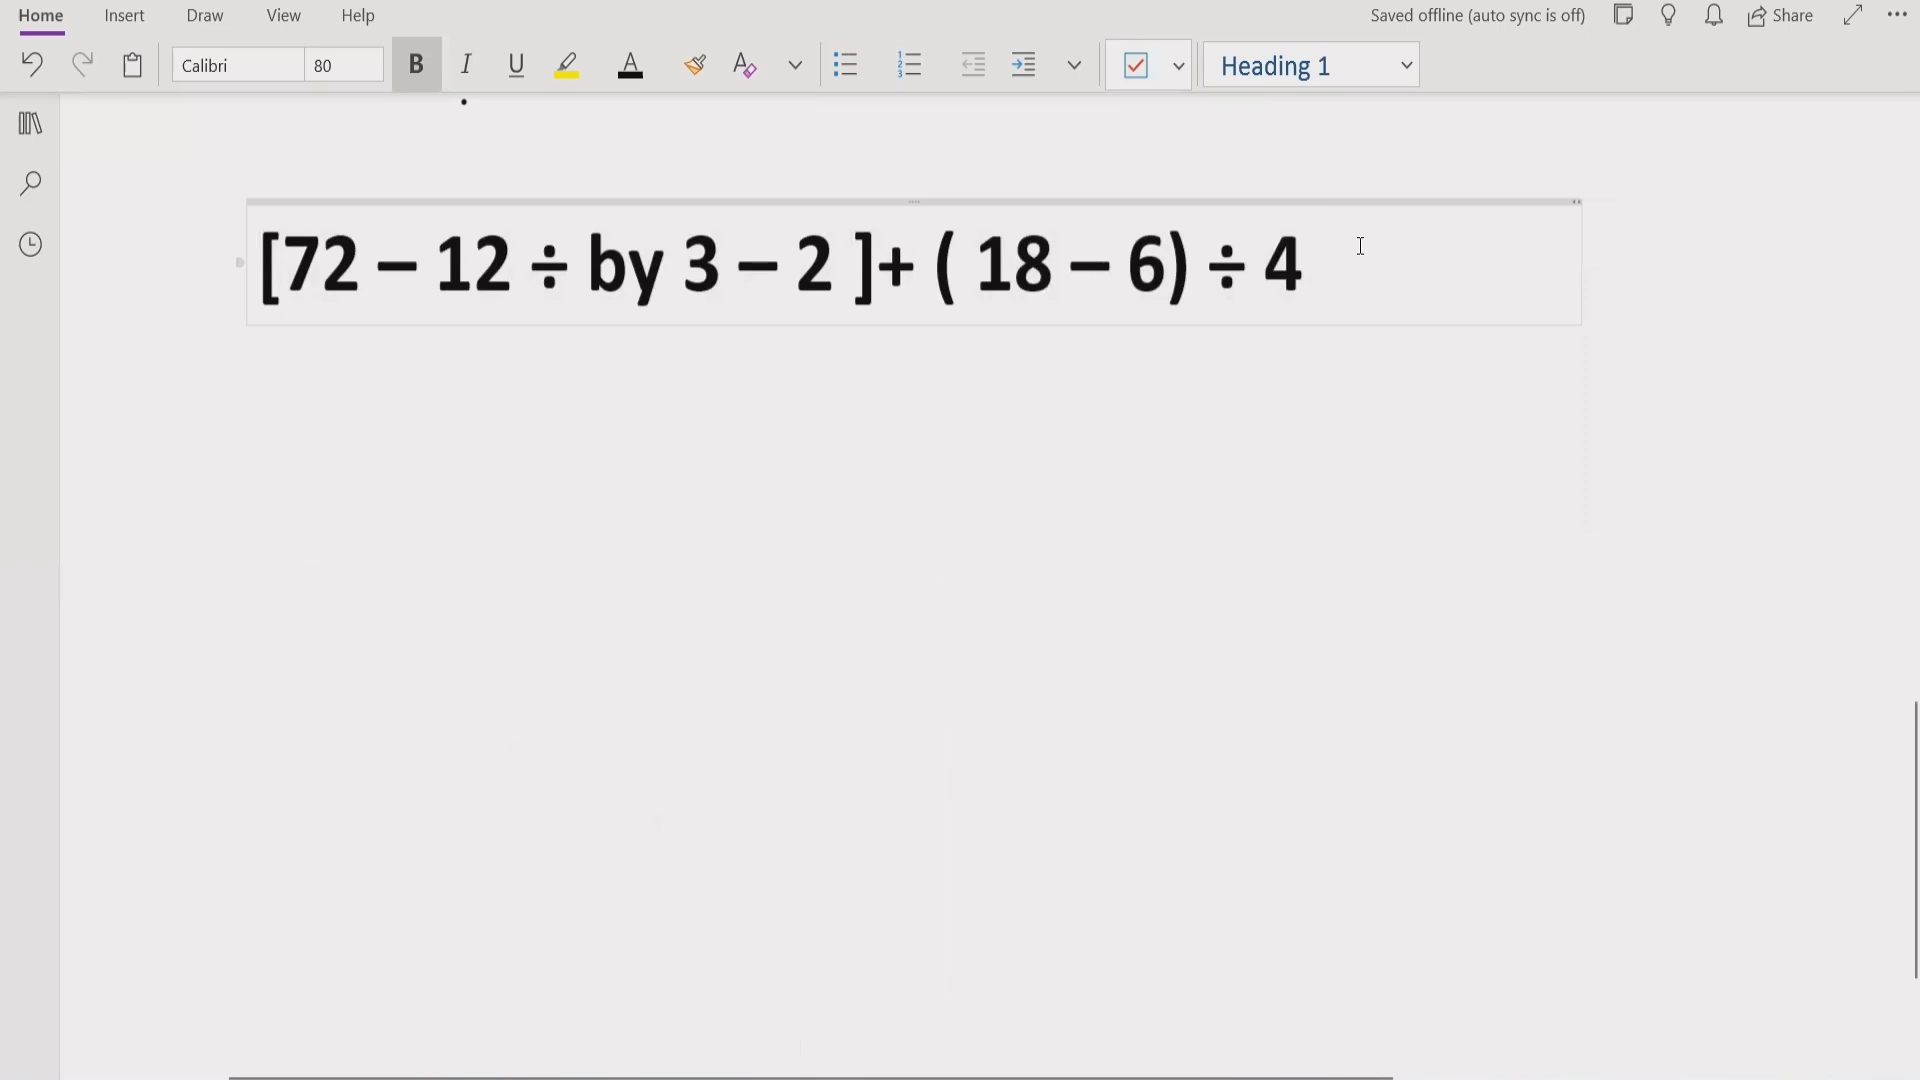 Home Insert Draw View Help Saved offline (auto sync is off) Share
Calibri 80 B I U A A Heading 1
[72 – 12 ÷ by 3 – 2 ]+ ( 18 – 6) ÷ 4